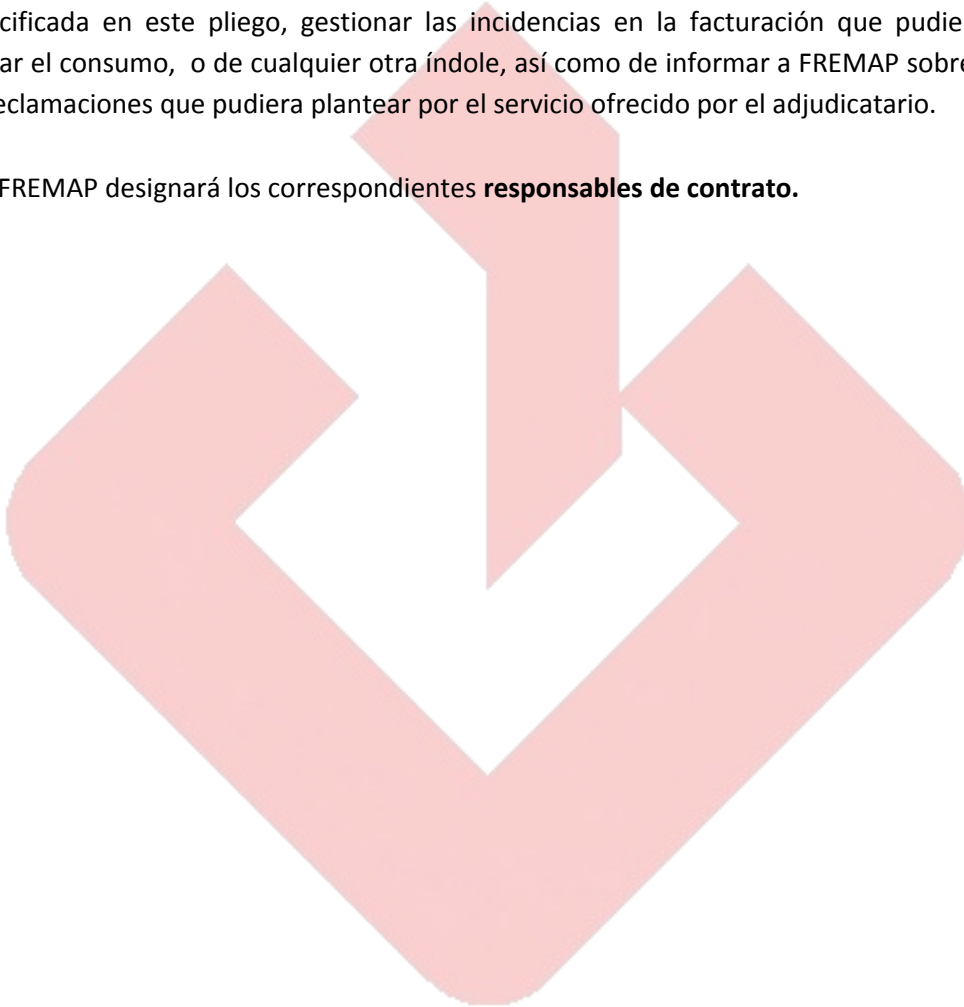 cificada en este pliego, gestionar las incidencias en la facturación que pudie
ar el consumo, o de cualquier otra índole, así como de informar a FREMAP sobre
eclamaciones que pudiera plantear por el servicio ofrecido por el adjudicatario.
FREMAP designará los correspondientes responsables de contrato.